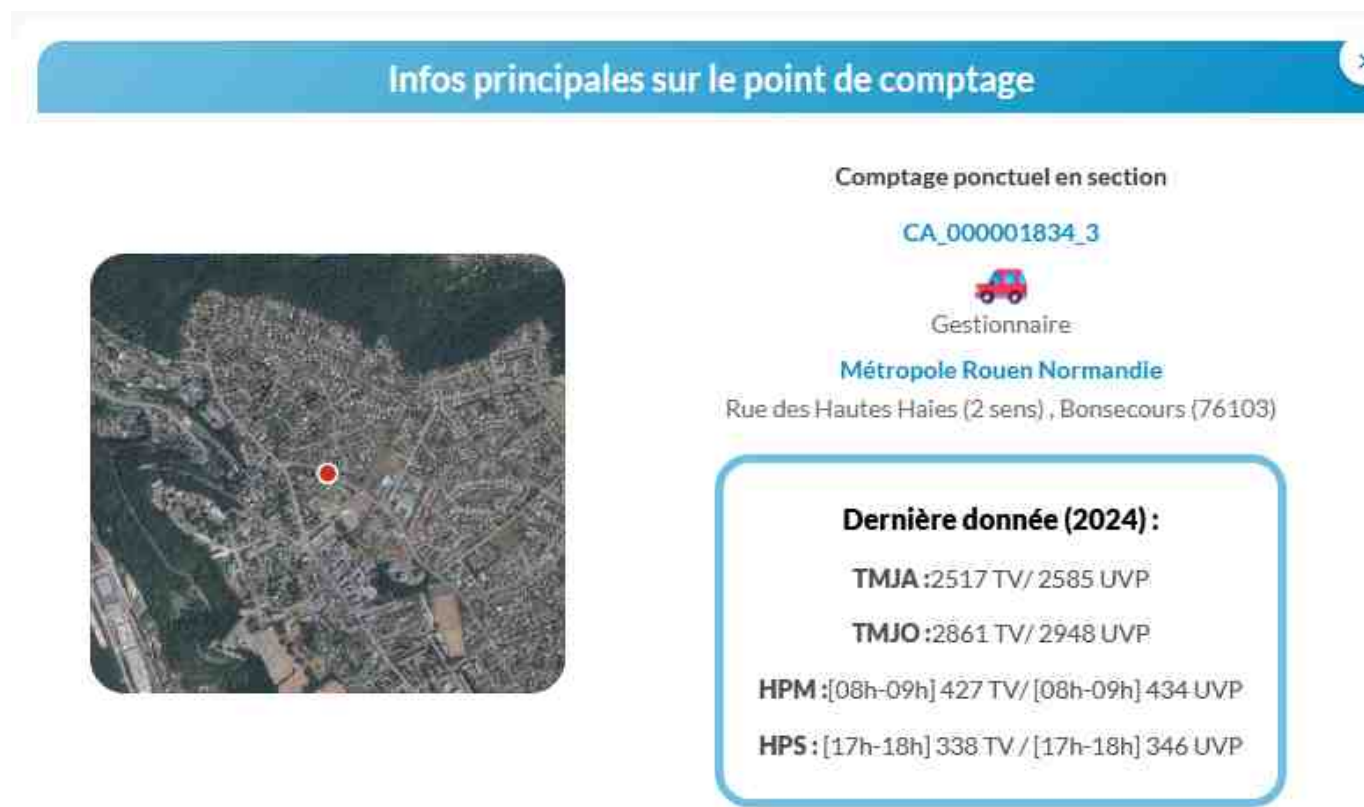 Infos principales sur le point de comptage
Comptage ponctuel en section
CA_000001834_3
Gestionnaire
Métropole Rouen Normandie
Rue des Hautes Haies (2 sens) , Bonsecours (76103)
Dernière donnée (2024) :
TMJA :2517 TV/ 2585 UVP
TMJO :2861 TV/ 2948 UVP
HPM :[08h-09h] 427 TV/ [08h-09h] 434 UVP
HPS : [17h-18h] 338 TV / [17h-18h] 346 UVP